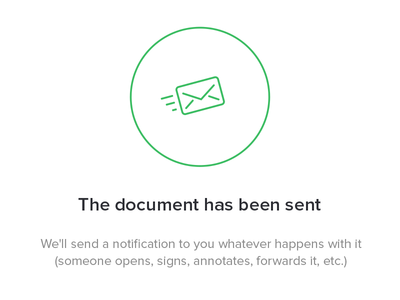 The document has been sent
We'll send a notification to you whatever happens with it
(someone opens, signs, annotates, forwards it, etc.)